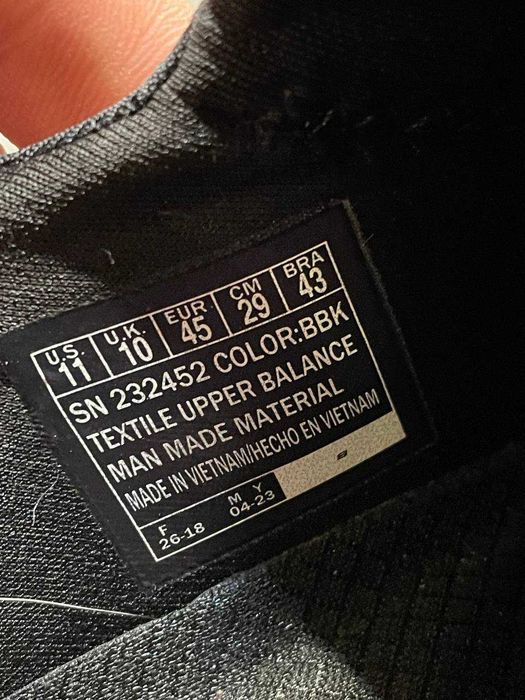 U.S. U.K. EUR CM BRA
11 10 45 29 43
SN 232452 COLOR:BBK
TEXTILE UPPER BALANCE
MAN MADE MATERIAL
MADE IN VIETNAM/HECHO EN VIETNAM
F M Y
26-18 04-23